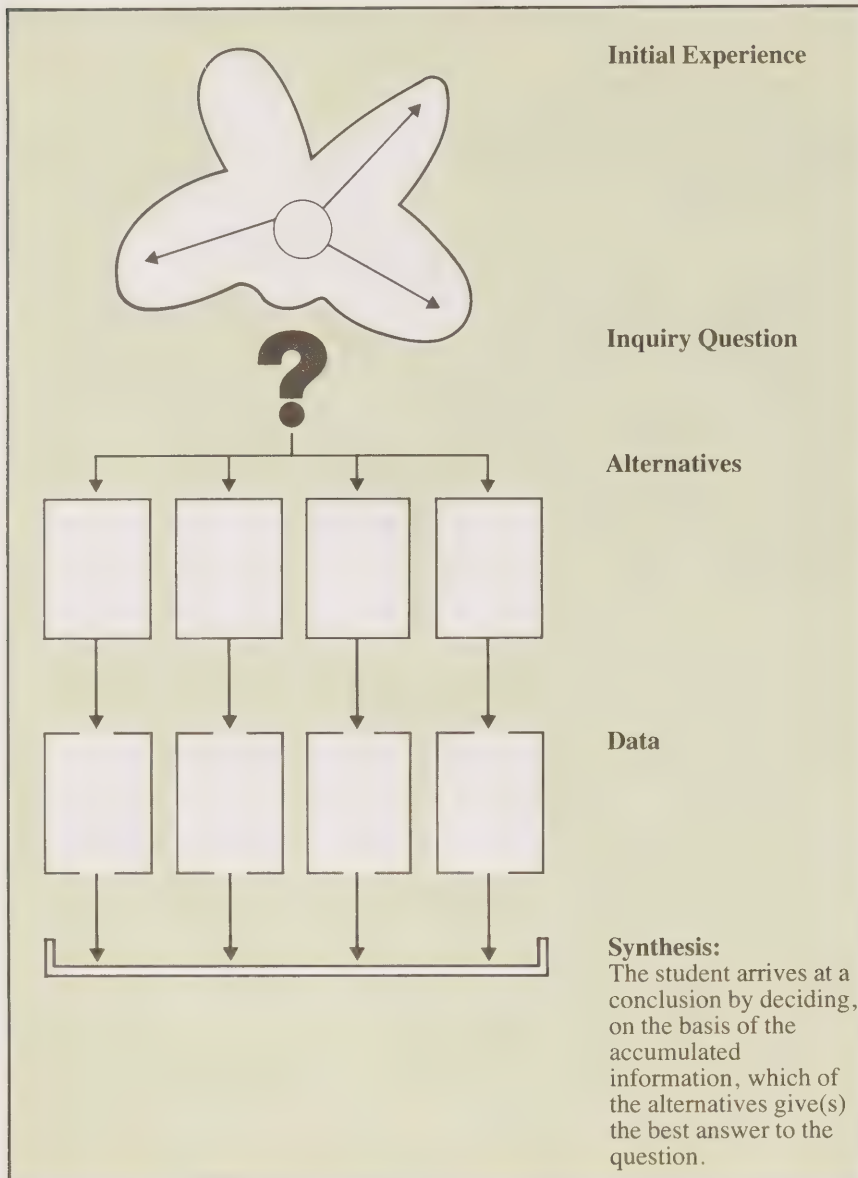 Initial Experience
Inquiry Question
?
Alternatives
Data
Synthesis:
The student arrives at a
conclusion by deciding,
on the basis of the
accumulated
information, which of
the alternatives give(s)
the best answer to the
question.